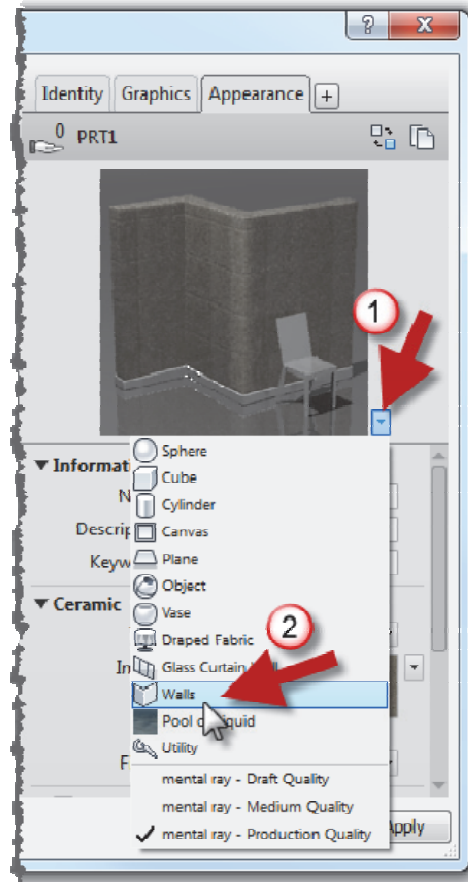 ?
X
Identity Graphics Appearance +
0 PRT1
1
Sphere
Informat
Cube
N
Cylinder
Descrip
Canvas
Keyw
Plane
Object
Ceramic
Vase
2
Draped Fabric
Glass Curtain
Walls
Pool
Utility
F
mental ray - Draft Quality
mental ray - Medium Quality
mental ray - Production Quality
Apply